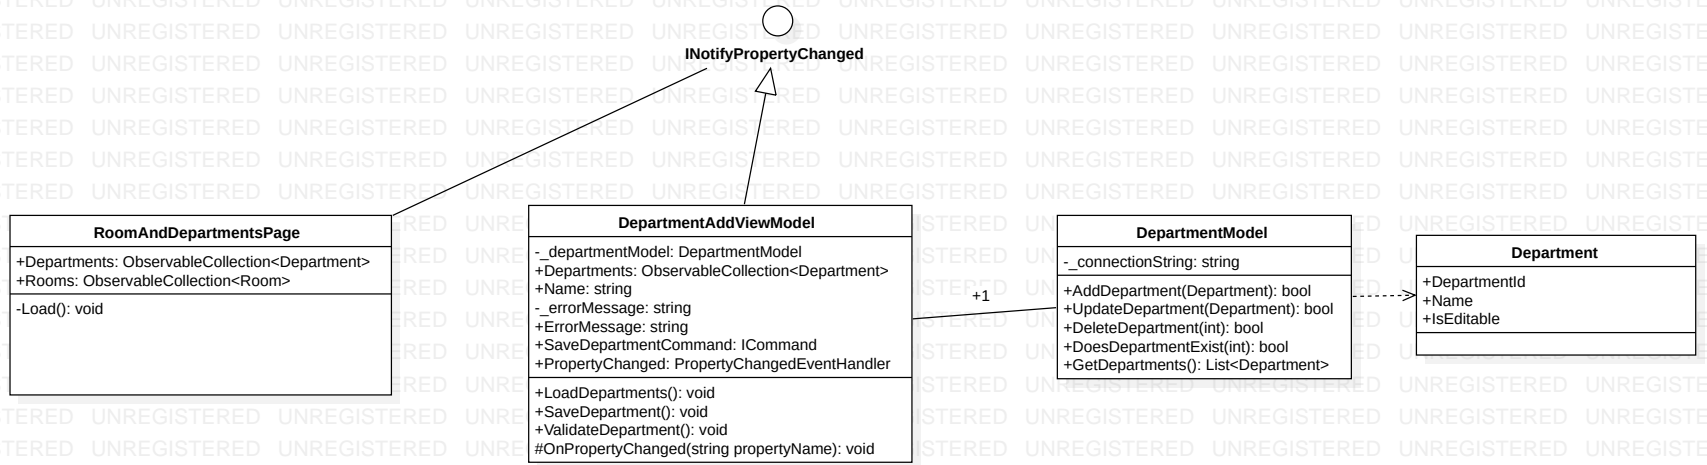 INotifyPropertyChanged
RoomAndDepartmentsPage
+Departments: ObservableCollection<Department>
+Rooms: ObservableCollection<Room>
-Load(): void
DepartmentAddViewModel
-_departmentModel: DepartmentModel
+Departments: ObservableCollection<Department>
+Name: string
-_errorMessage: string
+ErrorMessage: string
+SaveDepartmentCommand: ICommand
+PropertyChanged: PropertyChangedEventHandler
+LoadDepartments(): void
+SaveDepartment(): void
+ValidateDepartment(): void
#OnPropertyChanged(string propertyName): void
+1
DepartmentModel
-_connectionString: string
+AddDepartment(Department): bool
+UpdateDepartment(Department): bool
+DeleteDepartment(int): bool
+DoesDepartmentExist(int): bool
+GetDepartments(): List<Department>
Department
+DepartmentId
+Name
+IsEditable
UNREGISTERED